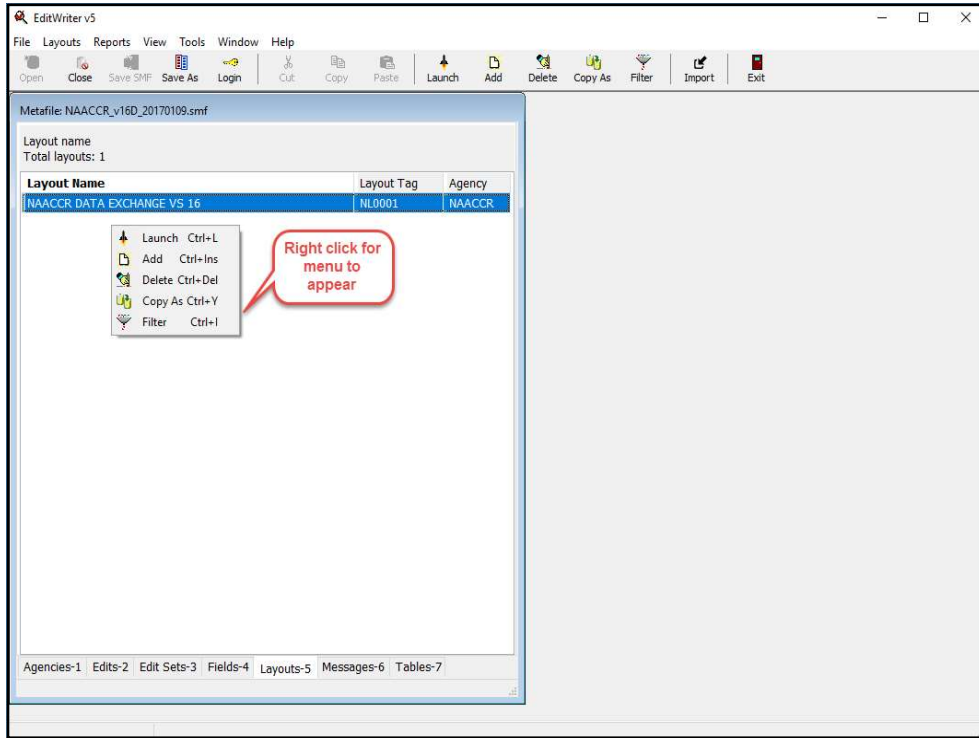 EditWriter v5
File Layouts Reports View Tools Window Help
Open Close Save SMF Save As Login Cut Copy Paste Launch Add Delete Copy As Filter Import Exit
Metafile: NAACCR_v16D_20170109.smf
Layout name
Total layouts: 1
Layout Name Layout Tag Agency
NAACCR DATA EXCHANGE VS 16 NL0001 NAACCR
Launch Ctrl+L
Add Ctrl+Ins
Delete Ctrl+Del
Copy As Ctrl+Y
Filter Ctrl+I
Right click for
menu to
appear
Agencies-1 Edits-2 Edit Sets-3 Fields-4 Layouts-5 Messages-6 Tables-7